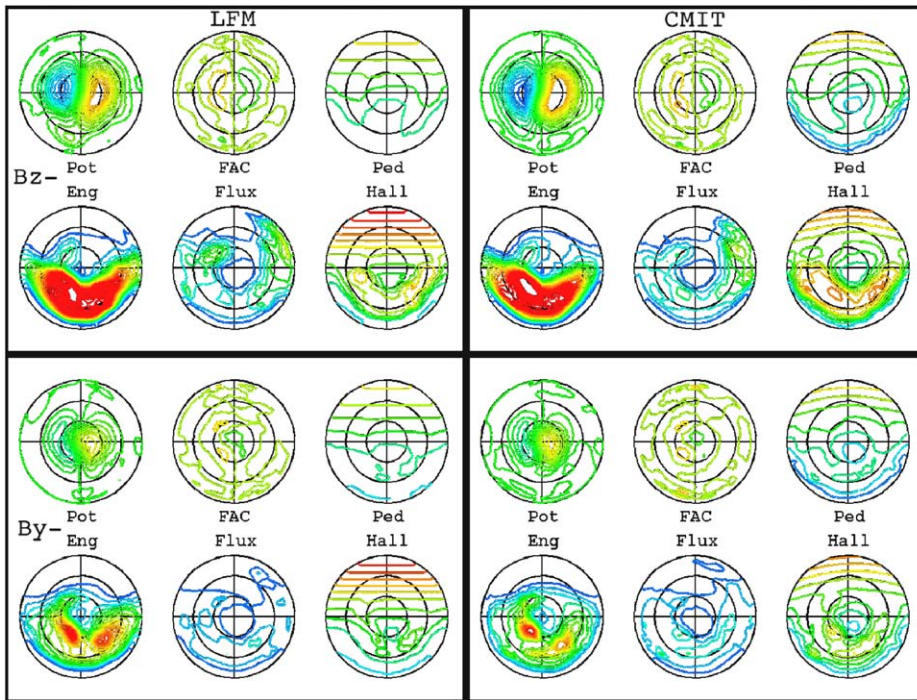 LFM
CMIT
Pot FAC Ped
Pot FAC Ped
Bz-
Eng Flux Hall
Eng Flux Hall
Pot FAC Ped
Pot FAC Ped
By-
Eng Flux Hall
Eng Flux Hall